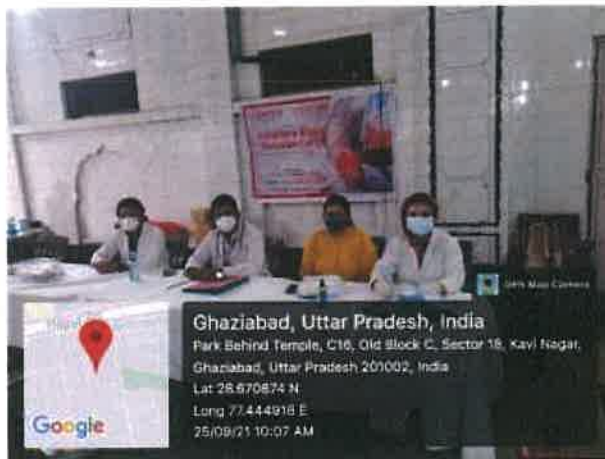 GPS Map Camera
Ghaziabad, Uttar Pradesh, India
Park Behind Temple, C16, Old Block C, Sector 18, Kavi Nagar,
Ghaziabad, Uttar Pradesh 201002, India
Lat 28.670874 N
Long 77.444916 E
25/09/21 10:07 AM
Google